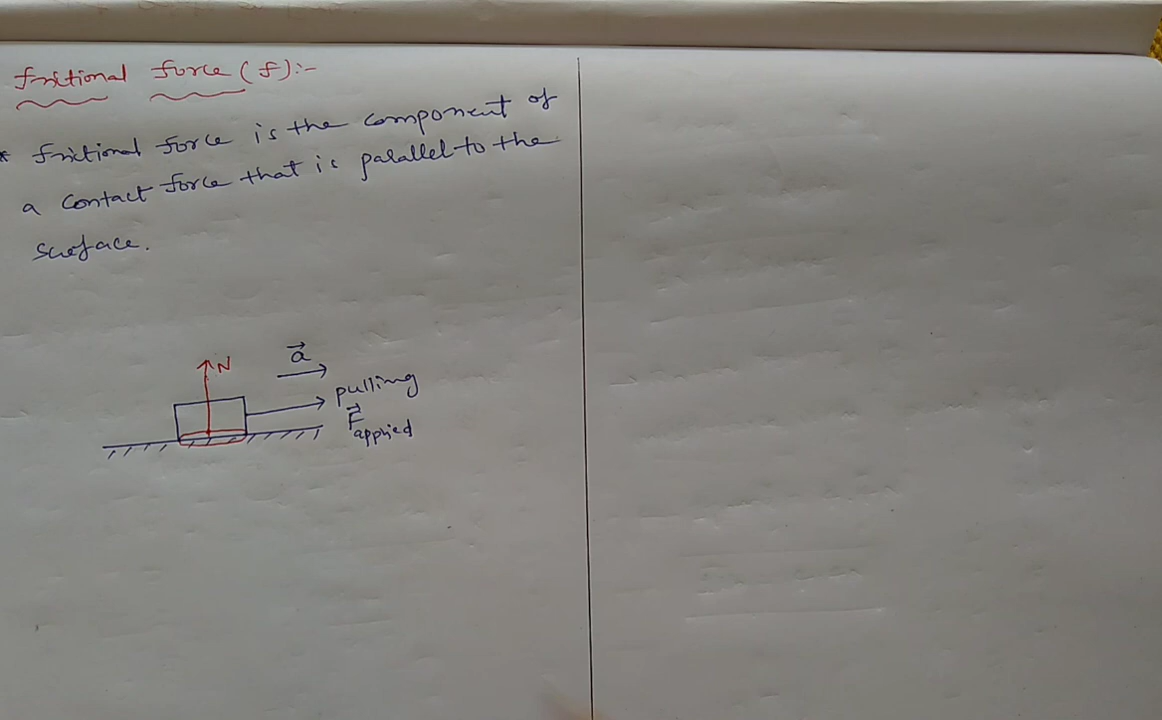 frictional force (f):-
* frictional force is the component of
a contact force that is parallel to the
surface.
N
a
pulling
F applied